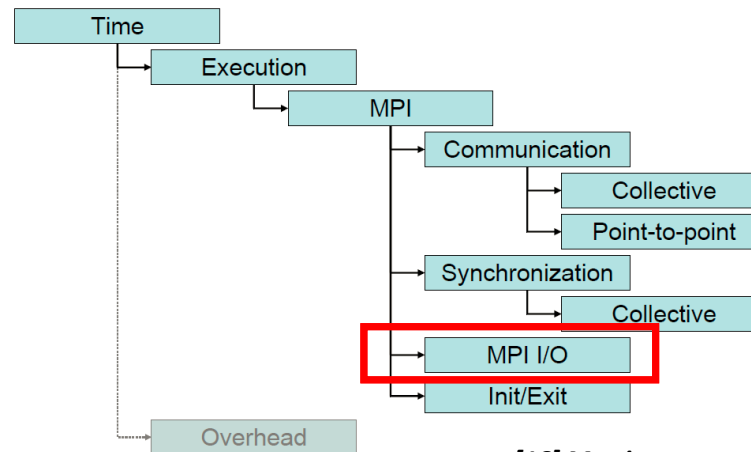 Time
Execution
MPI
Communication
Collective
Point-to-point
Synchronization
Collective
MPI I/O
Init/Exit
Overhead